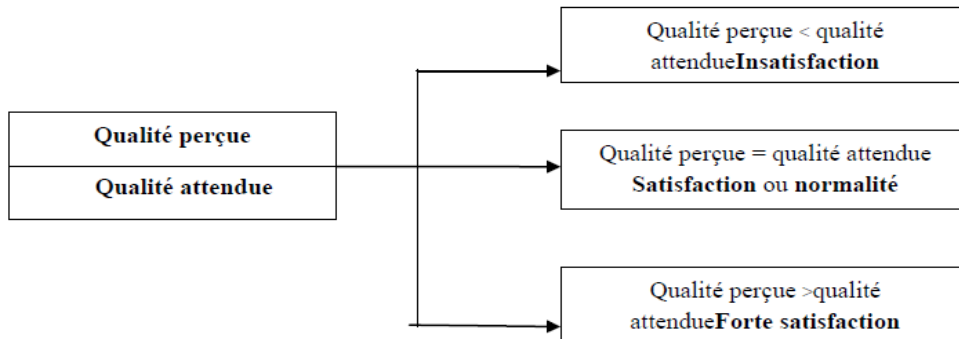 Qualité perçue < qualité
attendueInsatisfaction
Qualité perçue
Qualité attendue
Qualité perçue = qualité attendue
Satisfaction ou normalité
Qualité perçue >qualité
attendueForte satisfaction